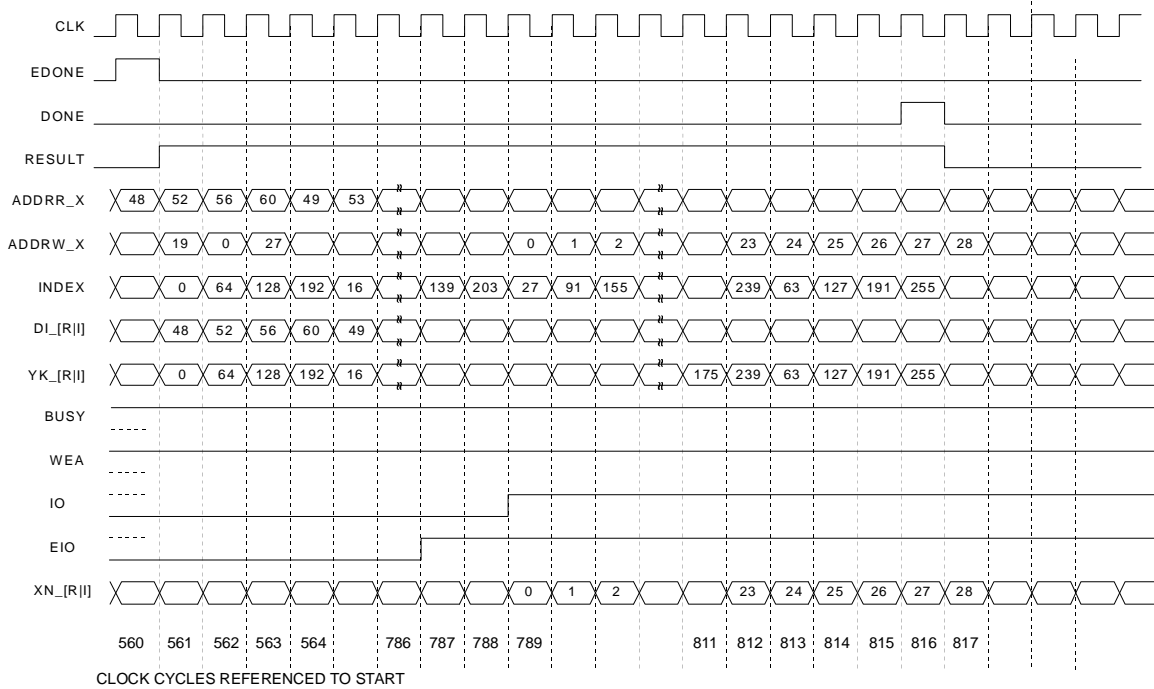 CLK
EDONE
DONE
RESULT
ADDRR_X 48 52 56 60 49 53
ADDRW_X 19 0 27 0 1 2 23 24 25 26 27 28
INDEX 0 64 128 192 16 139 203 27 91 155 239 63 127 191 255
DI_[R|I] 48 52 56 60 49
YK_[R|I] 0 64 128 192 16 175 239 63 127 191 255
BUSY
WEA
IO
EIO
XN_[R|I] 0 1 2 23 24 25 26 27 28
560 561 562 563 564 786 787 788 789 811 812 813 814 815 816 817
CLOCK CYCLES REFERENCED TO START